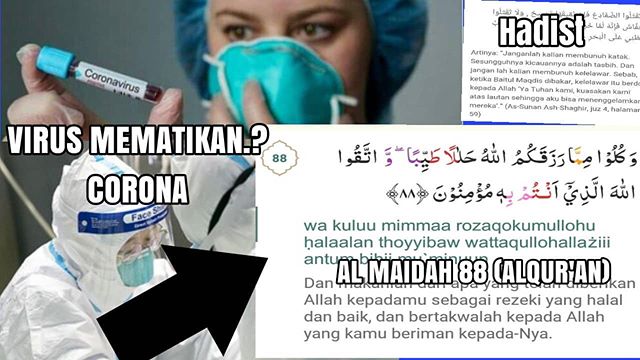 Hadist
Artinya: "Janganlah kalian membunuh katak.
Sesungguhnya kicauannya adalah tasbih. Dan
jangan lah kalian membunuh kelelawar. Sebab,
ketika Baitul Maqdis dibakar, kelelawar itu
kepada Allah 'Ya Tuhan kami, kuasakan kami
atas lautan sehingga aku bisa menenggelamkan
mereka'." (As-Sunan Ash-Shaghir, juz 4, halaman
59)
Coronavirus
VIRUS MEMATIKAN.?
CORONA
Face Shield
88
وَكُلُوْا مِمَّا رَزَقَكُمُ اللّٰهُ حَلٰلًا طَيِّبًا ۖ وَّاتَّقُوا
اللّٰهَ الَّذِيْٓ اَنْتُمْ بِهٖ مُؤْمِنُوْنَ ﴿٨٨﴾
wa kuluu mimmaa rozaqokumullohu
ḥalaalan thoyyibaw wattaqullohallażiii
antum bihii mu`minuun
AL MAIDAH 88 (ALQUR'AN)
Dan makanlah dari apa yang telah diberikan
Allah kepadamu sebagai rezeki yang halal
dan baik, dan bertakwalah kepada Allah
yang kamu beriman kepada-Nya.